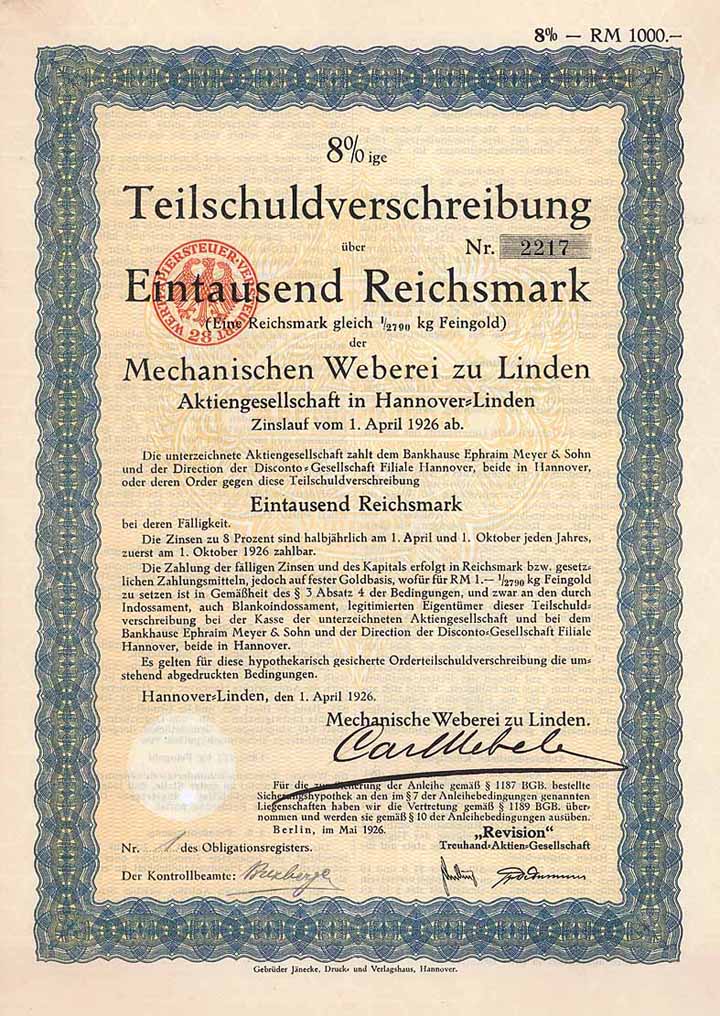 8% — RM 1000.–
8% ige
Teilschuldverschreibung
über
Nr. 2217
Eintausend Reichsmark
(Eine Reichsmark gleich 1/2790 kg Feingold)
der
Mechanischen Weberei zu Linden
Aktiengesellschaft in Hannover-Linden
Zinslauf vom 1. April 1926 ab.
Die unterzeichnete Aktiengesellschaft zahlt dem Bankhause Ephraim Meyer & Sohn
und der Direction der Disconto-Gesellschaft Filiale Hannover, beide in Hannover,
oder deren Order gegen diese Teilschuldverschreibung
Eintausend Reichsmark
bei deren Fälligkeit.
Die Zinsen zu 8 Prozent sind halbjährlich am 1. April und 1. Oktober jeden Jahres,
zuerst am 1. Oktober 1926 zahlbar.
Die Zahlung der fälligen Zinsen und des Kapitals erfolgt in Reichsmark bzw. gesetz-
lichen Zahlungsmitteln, jedoch auf fester Goldbasis, wofür für RM 1.— 1/2790 kg Feingold
zu setzen ist in Gemäßheit des § 3 Absatz 4 der Bedingungen, und zwar an den durch
Indossament, auch Blankoindossament, legitimierten Eigentümer dieser Teilschuld-
verschreibung bei der Kasse der unterzeichneten Aktiengesellschaft und bei dem
Bankhause Ephraim Meyer & Sohn und der Direction der Disconto-Gesellschaft Filiale
Hannover, beide in Hannover.
Es gelten für diese hypothekarisch gesicherte Orderteilschuldverschreibung die um-
stehend abgedruckten Bedingungen.
Hannover-Linden, den 1. April 1926.
Mechanische Weberei zu Linden.
Für die zur Sicherung der Anleihe gemäß § 1187 BGB. bestellte
Sicherungshypothek an den im § 7 der Anleihebedingungen genannten
Liegenschaften haben wir die Vertretung gemäß § 1189 BGB. über-
nommen und werden sie gemäß § 10 der Anleihebedingungen ausüben.
Berlin, im Mai 1926.
„Revision"
Treuhand-Aktien-Gesellschaft
Nr. 1 des Obligationsregisters.
Der Kontrollbeamte:
Gebrüder Jänecke, Druck- und Verlagshaus, Hannover.